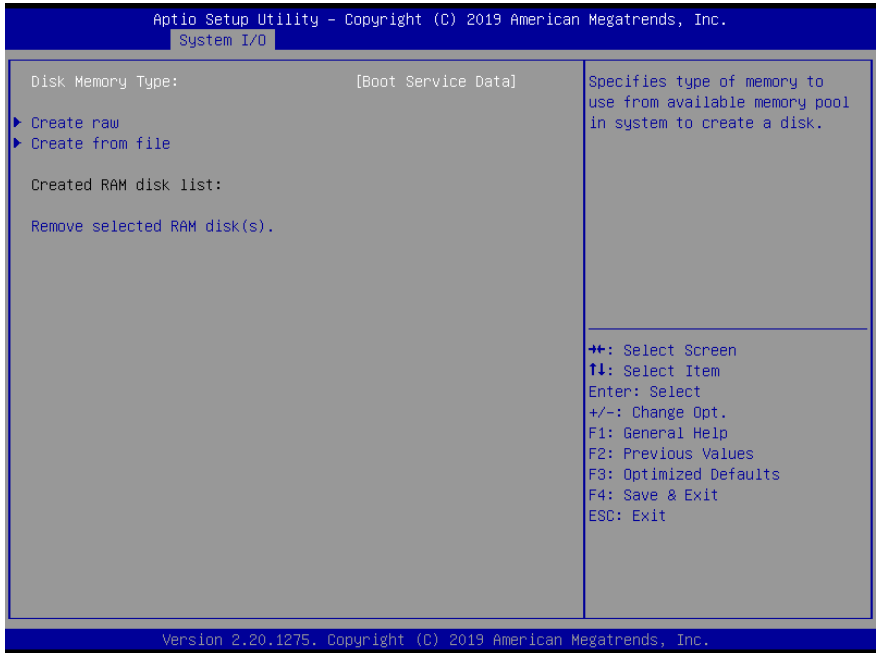 Aptio Setup Utility – Copyright (C) 2019 American Megatrends, Inc.
System I/O
Disk Memory Type: [Boot Service Data]
Create raw
Create from file
Created RAM disk list:
Remove selected RAM disk(s).
Specifies type of memory to
use from available memory pool
in system to create a disk.
→←: Select Screen
↑↓: Select Item
Enter: Select
+/-: Change Opt.
F1: General Help
F2: Previous Values
F3: Optimized Defaults
F4: Save & Exit
ESC: Exit
Version 2.20.1275. Copyright (C) 2019 American Megatrends, Inc.